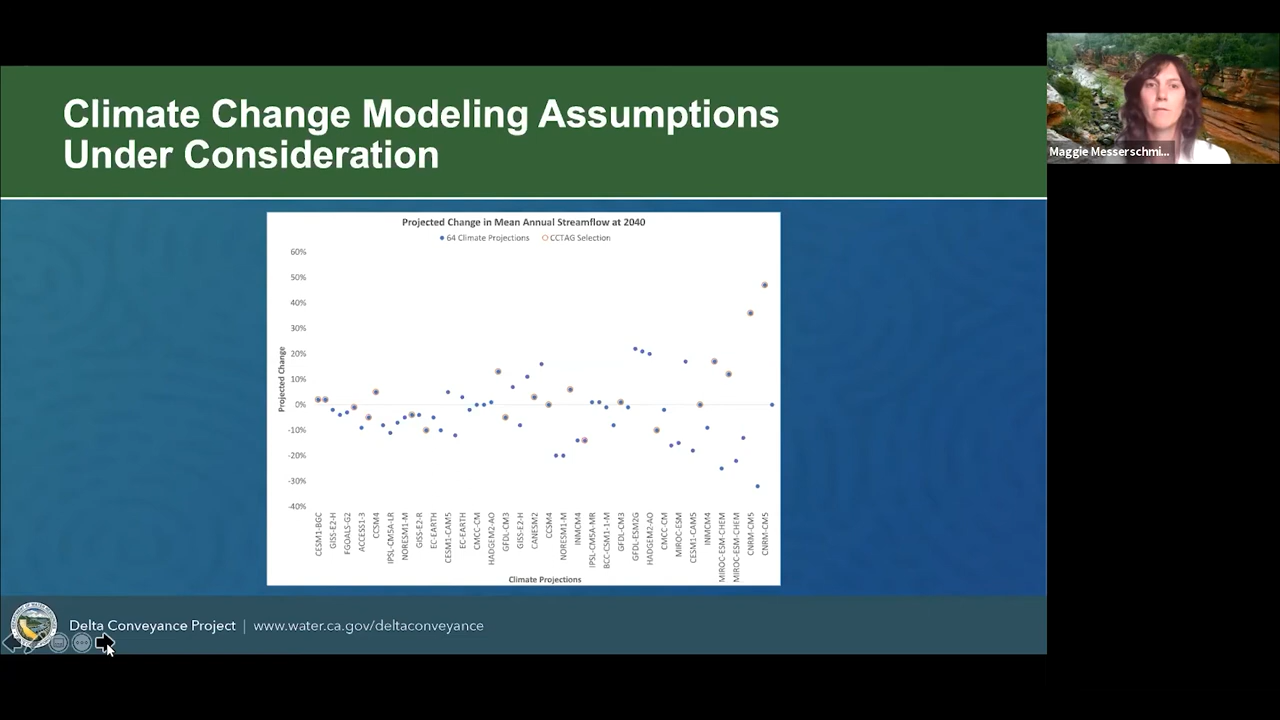 Climate Change Modeling Assumptions
Under Consideration
Maggie Messerschmi...
Projected Change in Mean Annual Streamflow at 2040
64 Climate Projections
CCTAG Selection
60%
50%
40%
30%
20%
10%
0%
-10%
-20%
-30%
-40%
Projected Change
CESM1-BGC
GISS-E2-H
FGOALS-G2
ACCESS1-3
CCSM4
IPSL-CM5A-LR
NORESM1-M
GISS-E2-R
EC-EARTH
CESM1-CAM5
EC-EARTH
CMCC-CM
HADGEM2-AO
GFDL-CM3
GISS-E2-H
CANESM2
CCSM4
NORESM1-M
INMCM4
IPSL-CM5A-MR
BCC-CSM1-1-M
GFDL-CM3
GFDL-ESM2G
HADGEM2-AO
CMCC-CM
MIROC-ESM
CESM1-CAM5
INMCM4
MIROC-ESM-CHEM
MIROC-ESM-CHEM
CNRM-CM5
CNRM-CM5
Climate Projections
Delta Conveyance Project | www.water.ca.gov/deltaconveyance